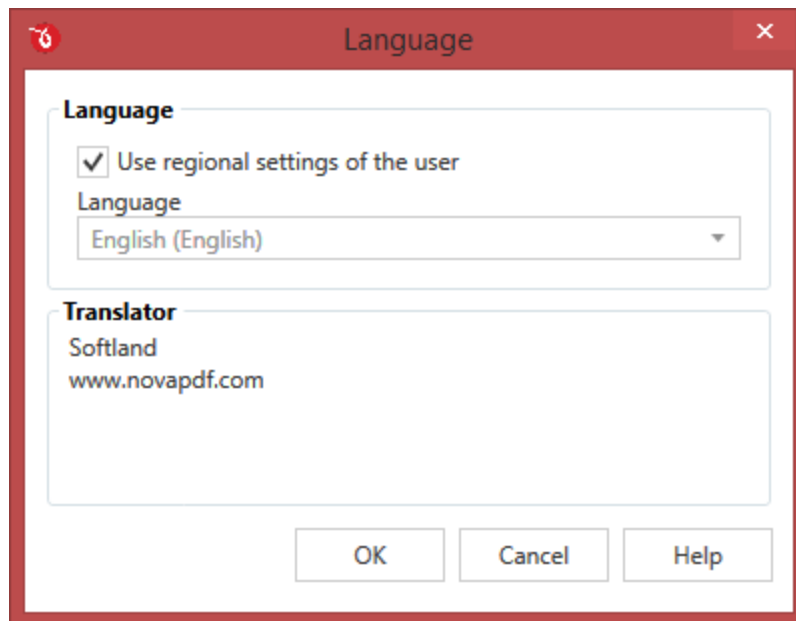 Language
Language
Use regional settings of the user
Language
English (English)
Translator
Softland
www.novapdf.com
OK
Cancel
Help